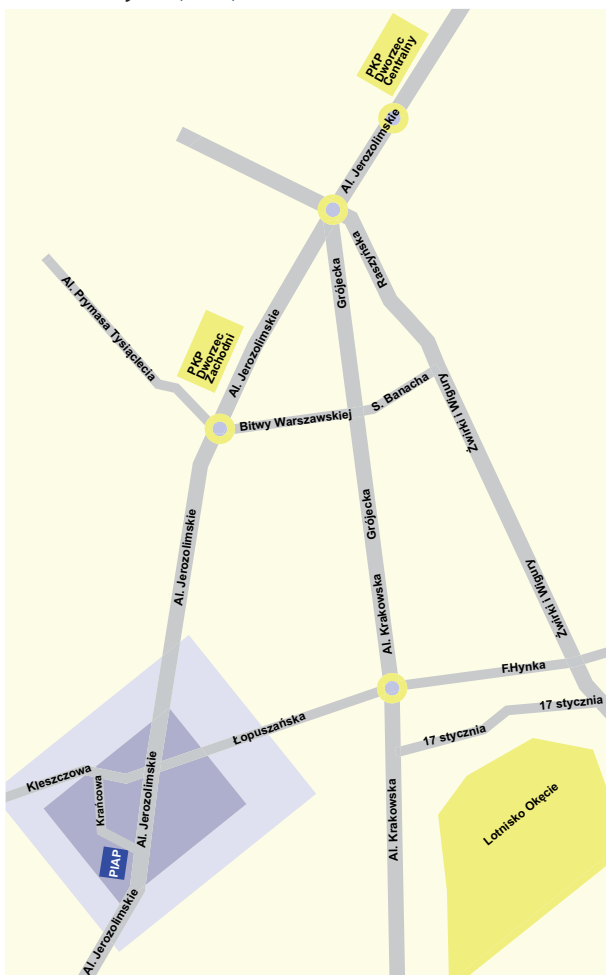 PKP
Dworzec
Centralny
Al. Jerozolimskie
Raszyńska
Grójecka
Al. Prymasa Tysiąclecia
PKP
Dworzec
Zachodni
Al. Jerozolimskie
S. Banacha
Bitwy Warszawskiej
Żwirki i Wigury
Grójecka
Al. Jerozolimskie
Al. Krakowska
Żwirki i Wigury
F.Hynka
17 stycznia
Łopuszańska
17 stycznia
Kleszczowa
Krańcowa
Al. Jerozolimskie
Al. Krakowska
Lotnisko Okęcie
PIAP
Al. Jerozolimskie